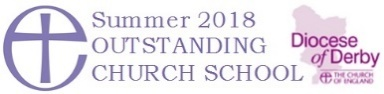 Summer 2018
OUTSTANDING
CHURCH SCHOOL
Diocese
of Derby
THE CHURCH
OF ENGLAND